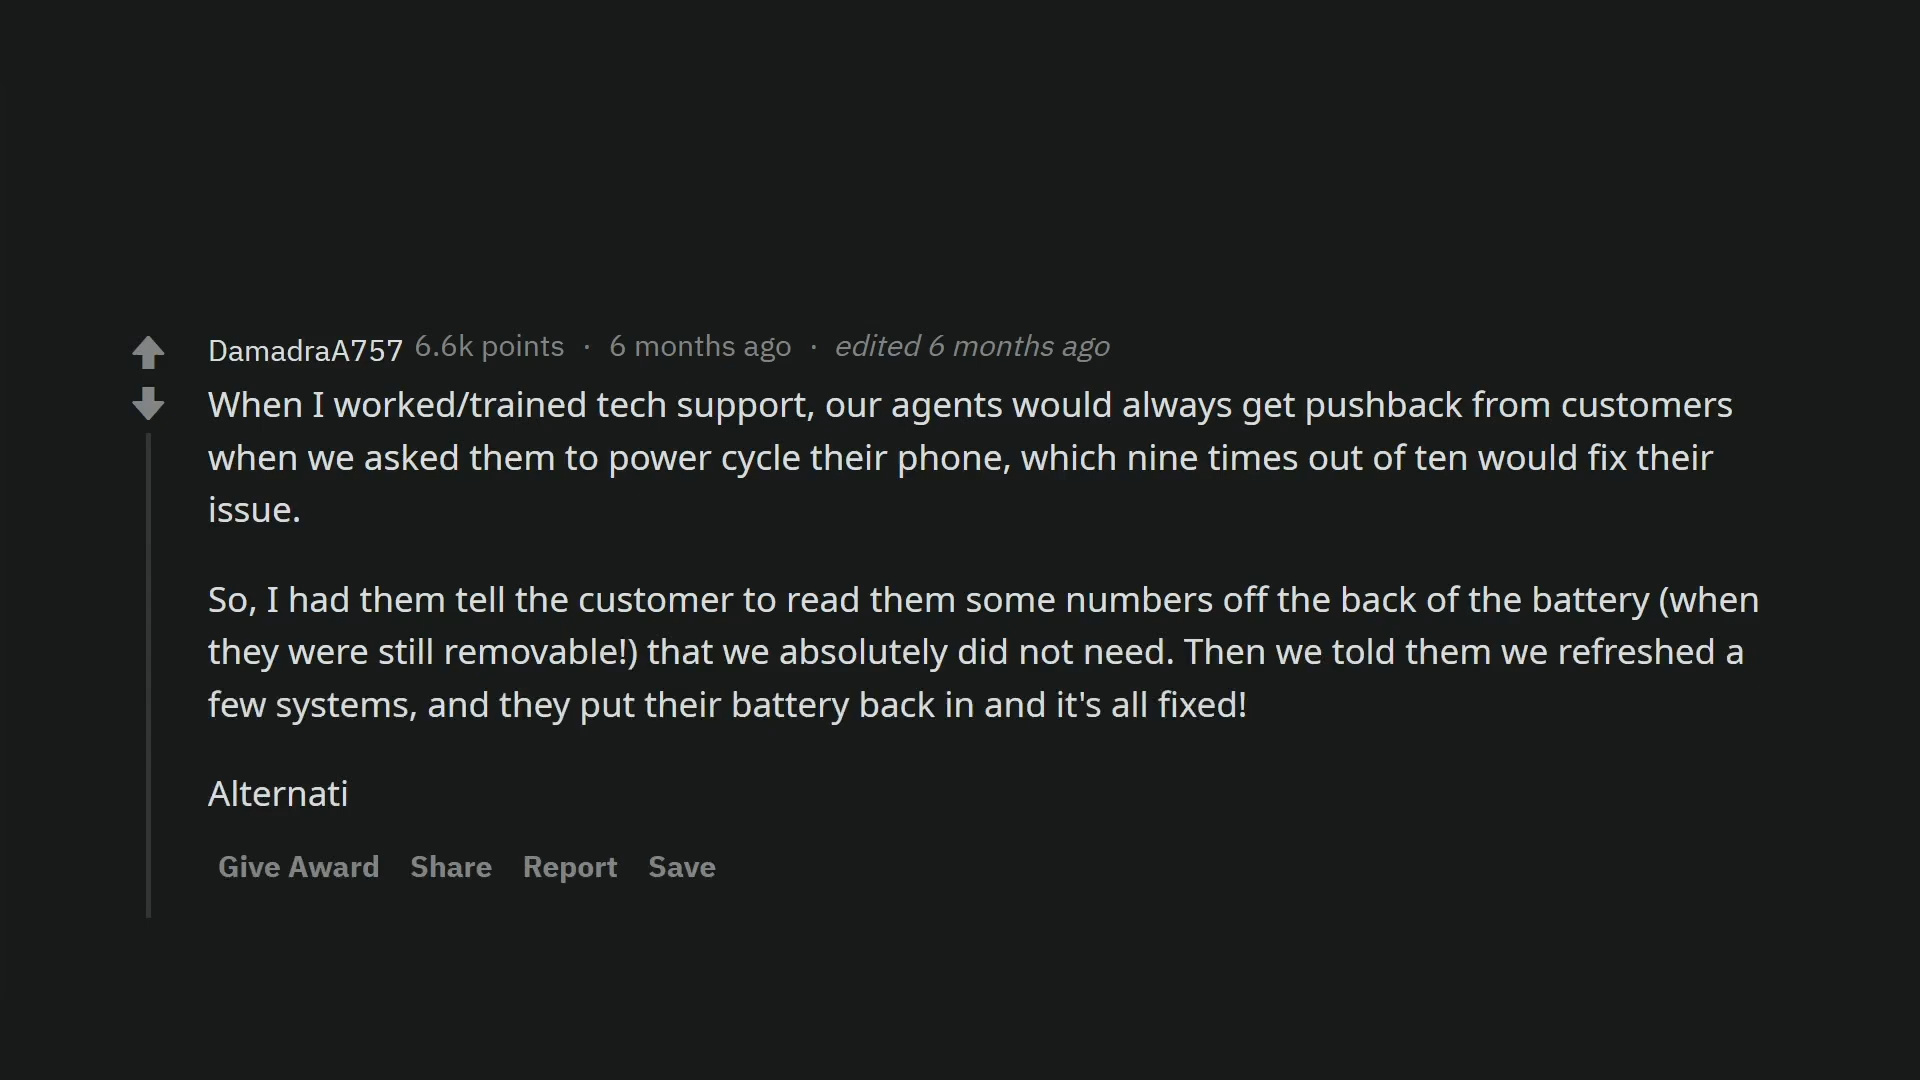 DamadraA757 6.6k points · 6 months ago · edited 6 months ago
When I worked/trained tech support, our agents would always get pushback from customers
when we asked them to power cycle their phone, which nine times out of ten would fix their
issue.
So, I had them tell the customer to read them some numbers off the back of the battery (when
they were still removable!) that we absolutely did not need. Then we told them we refreshed a
few systems, and they put their battery back in and it's all fixed!
Alternati
Give Award Share Report Save